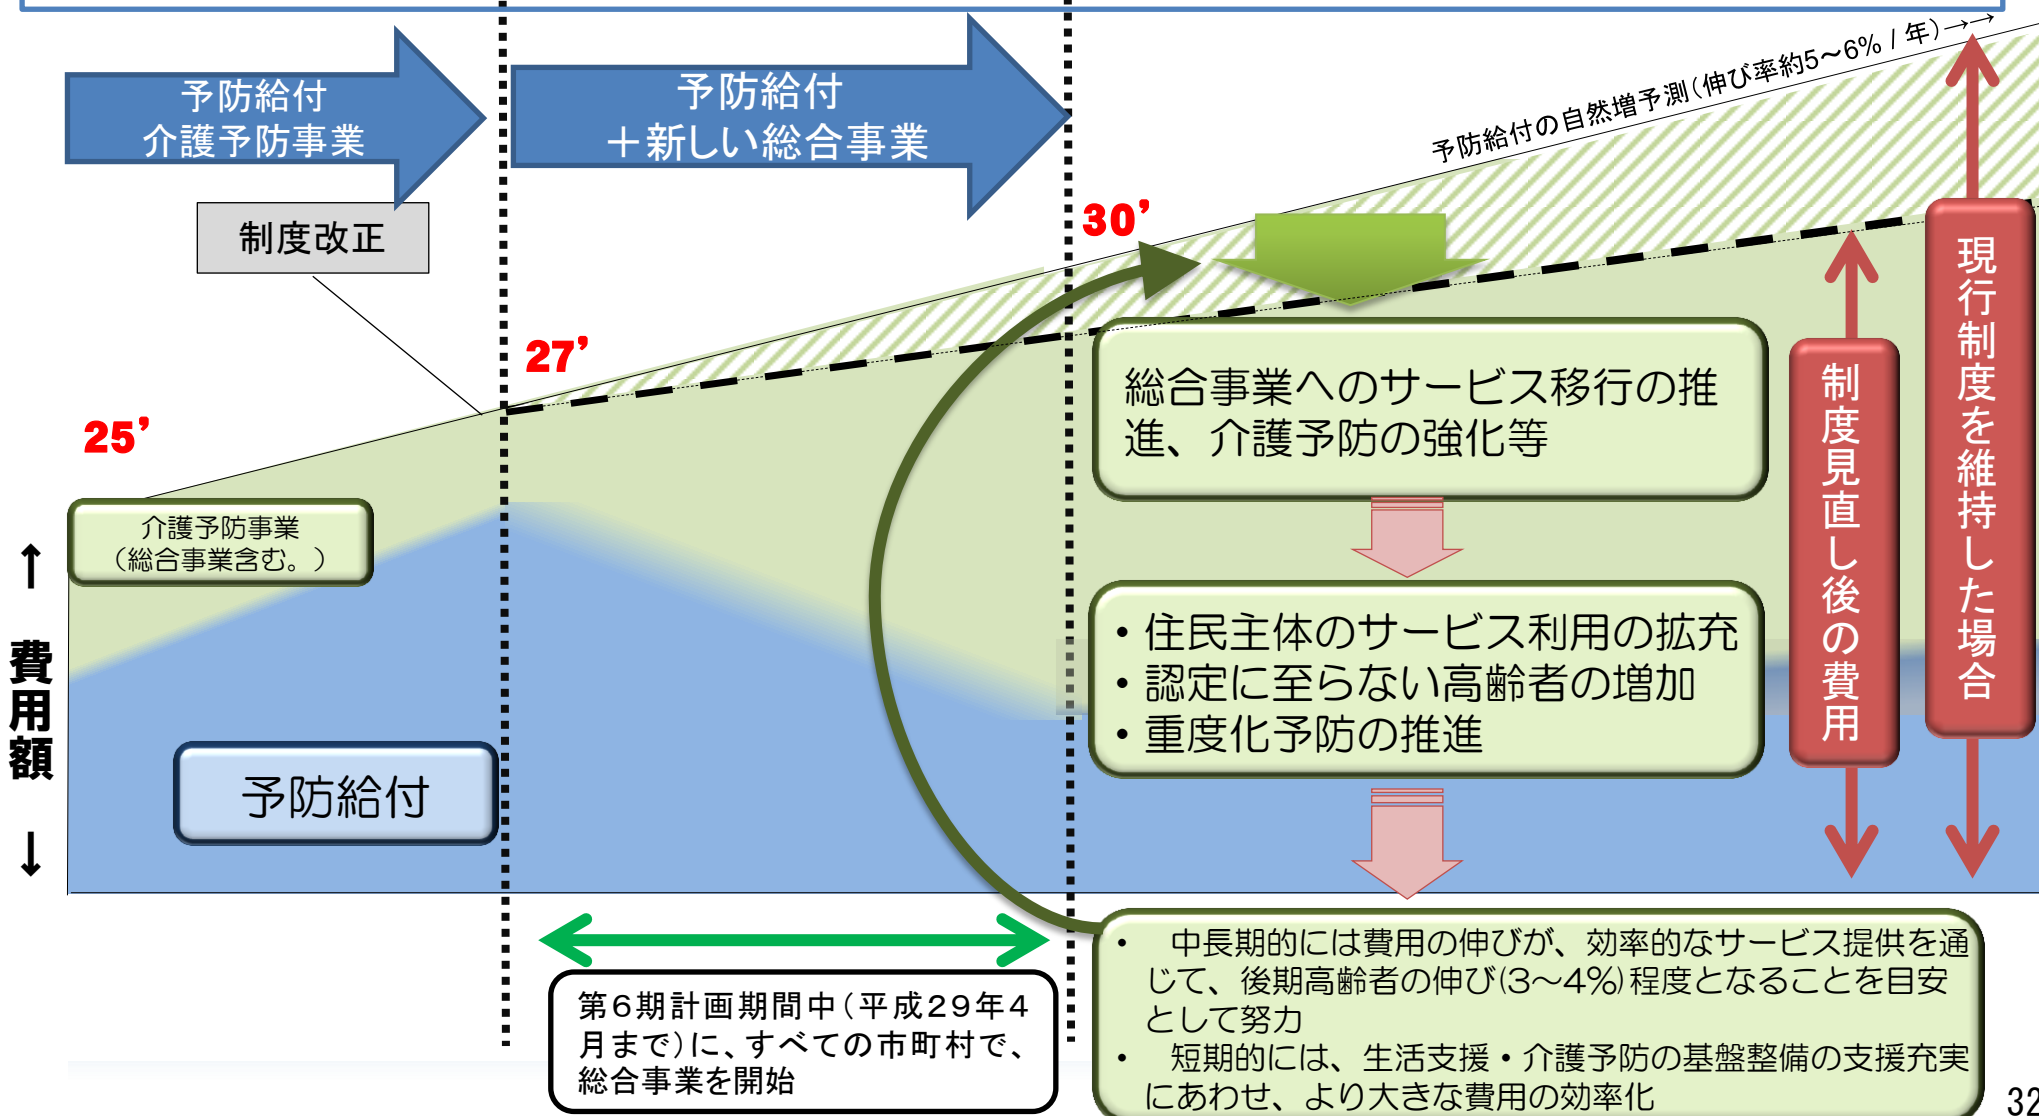 予防給付
介護予防事業
予防給付
＋新しい総合事業
予防給付の自然増予測（伸び率約5～6％ / 年）→→
制度改正
25’
27’
30’
現行制度を維持した場合
制度見直し後の費用
総合事業へのサービス移行の推
進、介護予防の強化等
介護予防事業
（総合事業含む。）
↑
費用額
↓
・住民主体のサービス利用の拡充
・認定に至らない高齢者の増加
・重度化予防の推進
予防給付
第６期計画期間中（平成２９年４
月まで）に、すべての市町村で、
総合事業を開始
・ 中長期的には費用の伸びが、効率的なサービス提供を通
じて、後期高齢者の伸び(3～4%)程度となることを目安
として努力
・ 短期的には、生活支援・介護予防の基盤整備の支援充実
にあわせ、より大きな費用の効率化
32